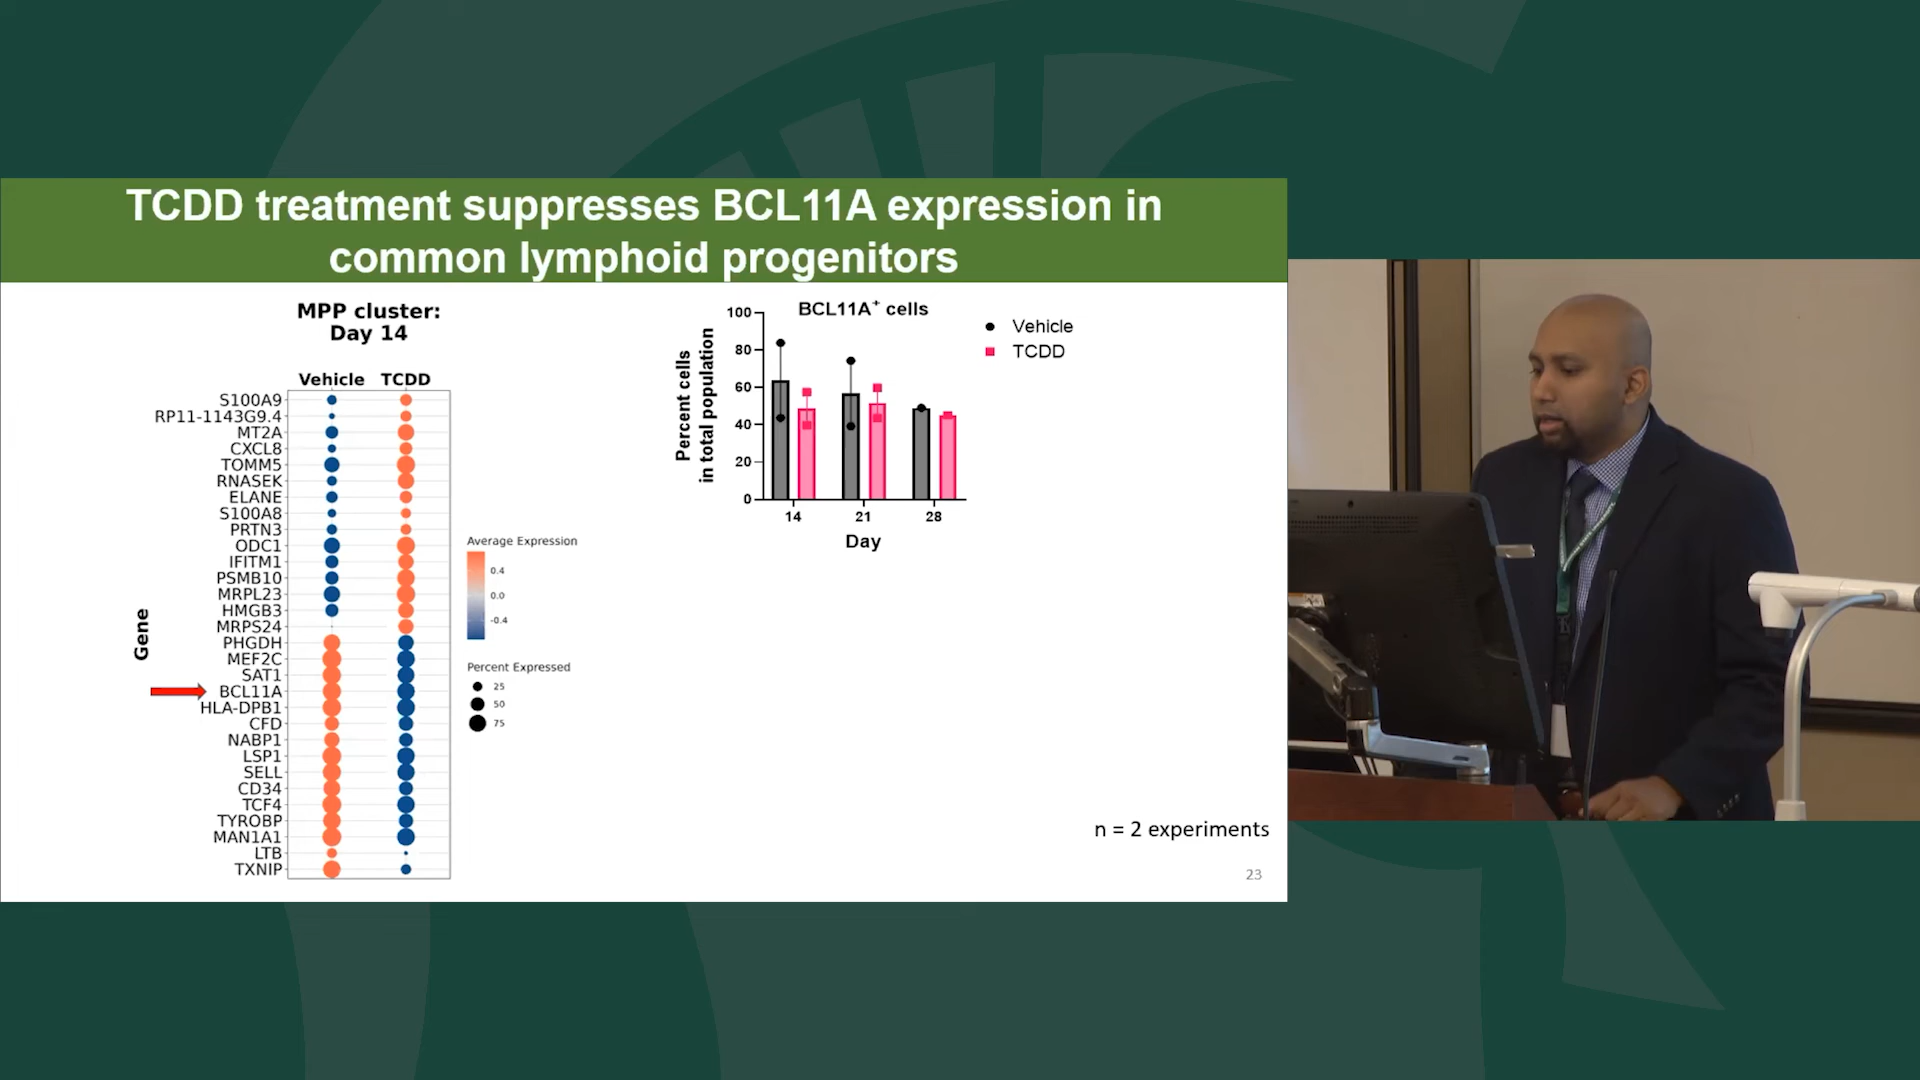 TCDD treatment suppresses BCL11A expression in
common lymphoid progenitors
MPP cluster:
Day 14
Vehicle TCDD
Gene
S100A9
RP11-1143G9.4
MT2A
CXCL8
TOMM5
RNASEK
ELANE
S100A8
PRTN3
ODC1
IFITM1
PSMB10
MRPL23
HMGB3
MRPS24
PHGDH
MEF2C
SAT1
BCL11A
HLA-DPB1
CFD
NABP1
LSP1
SELL
CD34
TCF4
TYROBP
MAN1A1
LTB
TXNIP
Average Expression
0.4
0.0
-0.4
Percent Expressed
25
50
75
BCL11A+ cells
Percent cells
in total population
100
80
60
40
20
0
14 21 28
Day
Vehicle
TCDD
n = 2 experiments
23